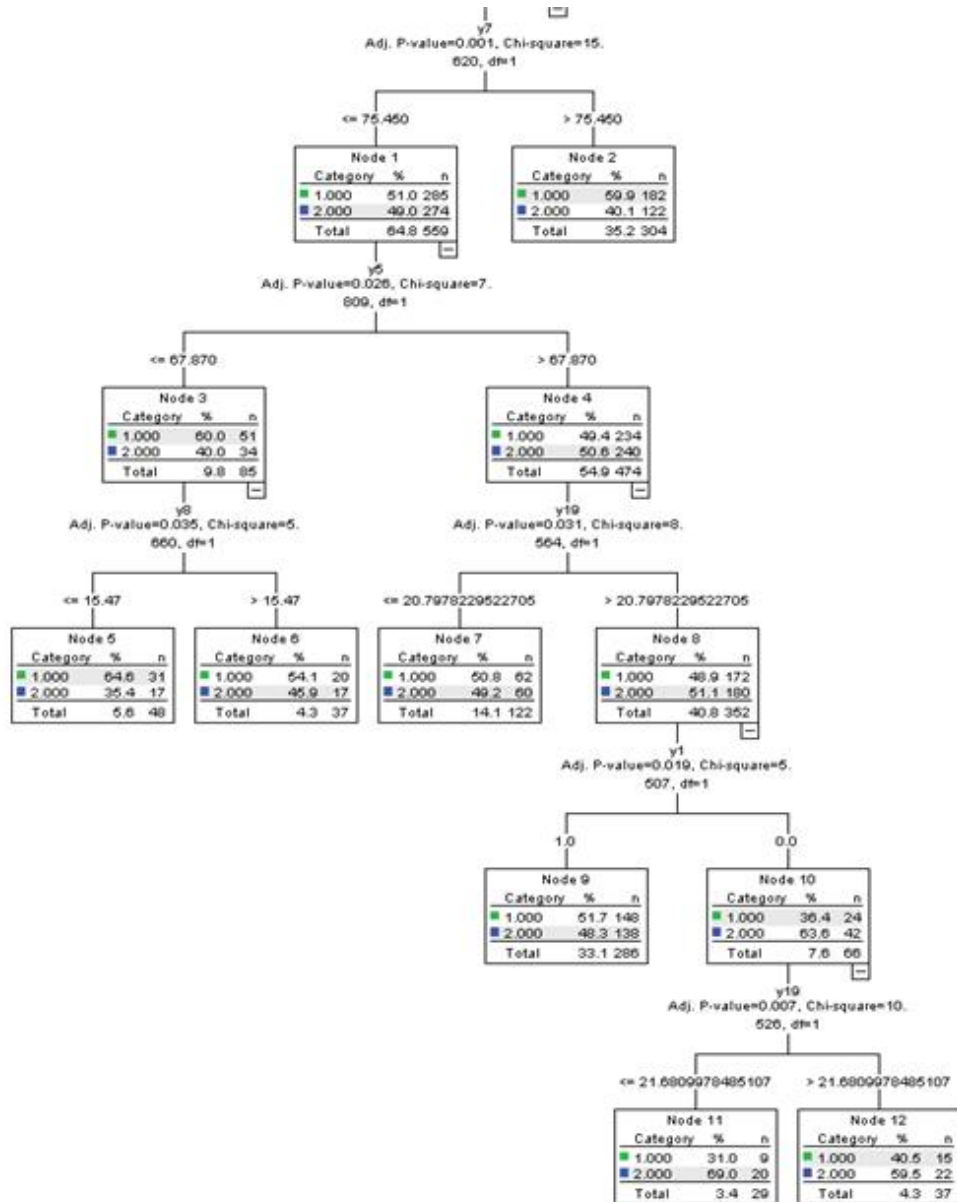 y7
Adj. P-value=0.001, Chi-square=15.
620, df=1
<= 75.450
> 75.450
Node 1
Category % n
1.000 51.0 285
2.000 49.0 274
Total 64.8 559
Node 2
Category % n
1.000 59.9 182
2.000 40.1 122
Total 35.2 304
y5
Adj. P-value=0.026, Chi-square=7.
809, df=1
<= 67.870
> 67.870
Node 3
Category % n
1.000 60.0 51
2.000 40.0 34
Total 9.8 85
Node 4
Category % n
1.000 49.4 234
2.000 50.6 240
Total 54.9 474
y8
Adj. P-value=0.035, Chi-square=5.
660, df=1
y19
Adj. P-value=0.031, Chi-square=8.
564, df=1
<= 15.47
> 15.47
<= 20.79782229522705
> 20.79782229522705
Node 5
Category % n
1.000 64.6 31
2.000 35.4 17
Total 5.6 48
Node 6
Category % n
1.000 54.1 20
2.000 45.9 17
Total 4.3 37
Node 7
Category % n
1.000 50.8 62
2.000 49.2 60
Total 14.1 122
Node 8
Category % n
1.000 48.9 172
2.000 51.1 180
Total 40.8 352
y1
Adj. P-value=0.019, Chi-square=5.
507, df=1
1.0
0.0
Node 9
Category % n
1.000 51.7 148
2.000 48.3 138
Total 33.1 286
Node 10
Category % n
1.000 36.4 24
2.000 63.6 42
Total 7.6 66
y19
Adj. P-value=0.007, Chi-square=10.
526, df=1
<= 21.6809978485107
> 21.6809978485107
Node 11
Category % n
1.000 31.0 9
2.000 69.0 20
Total 3.4 29
Node 12
Category % n
1.000 40.5 15
2.000 59.5 22
Total 4.3 37